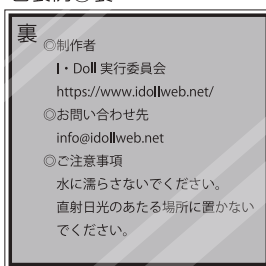 裏
◎制作者
I・Doll 実行委員会
https://www.idollweb.net/
◎お問い合わせ先
info@idollweb.net
◎ご注意事項
水に濡らさないでください。
直射日光のあたる場所に置かない
でください。